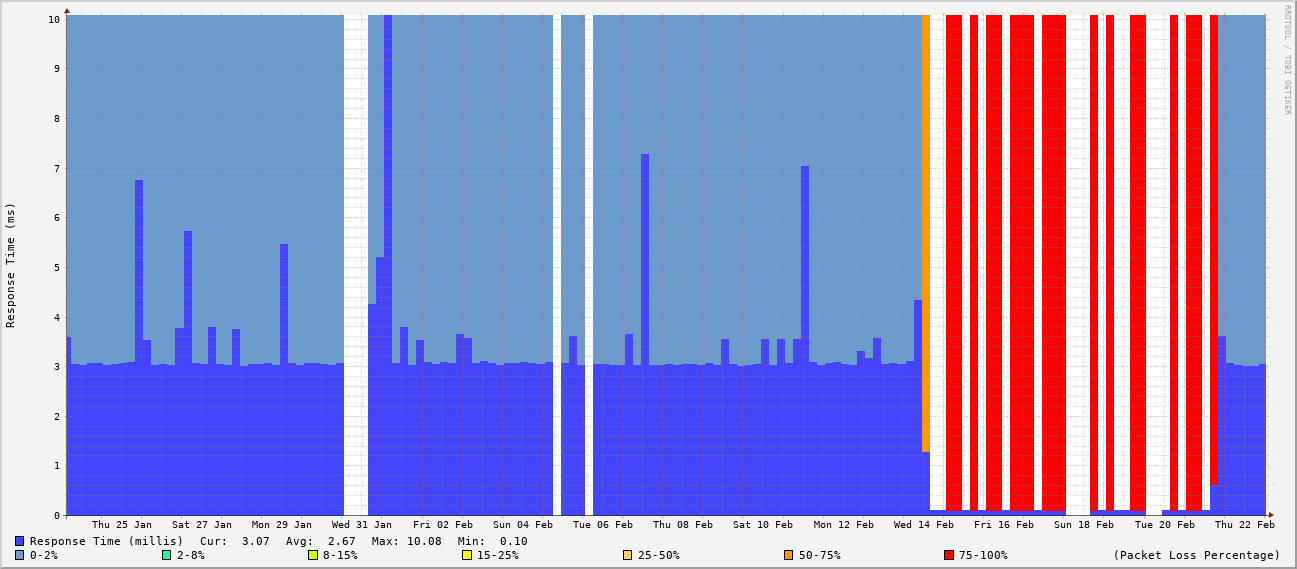 RRDTOOL / TOBI OETIKER
Response Time (ms)
10
9
8
7
6
5
4
3
2
1
0
Thu 25 Jan Sat 27 Jan Mon 29 Jan Wed 31 Jan Fri 02 Feb Sun 04 Feb Tue 06 Feb Thu 08 Feb Sat 10 Feb Mon 12 Feb Wed 14 Feb Fri 16 Feb Sun 18 Feb Tue 20 Feb Thu 22 Feb
Response Time (millis) Cur: 3.07 Avg: 2.67 Max: 10.08 Min: 0.10
0-2% 2-8% 8-15% 15-25% 25-50% 50-75% 75-100% (Packet Loss Percentage)